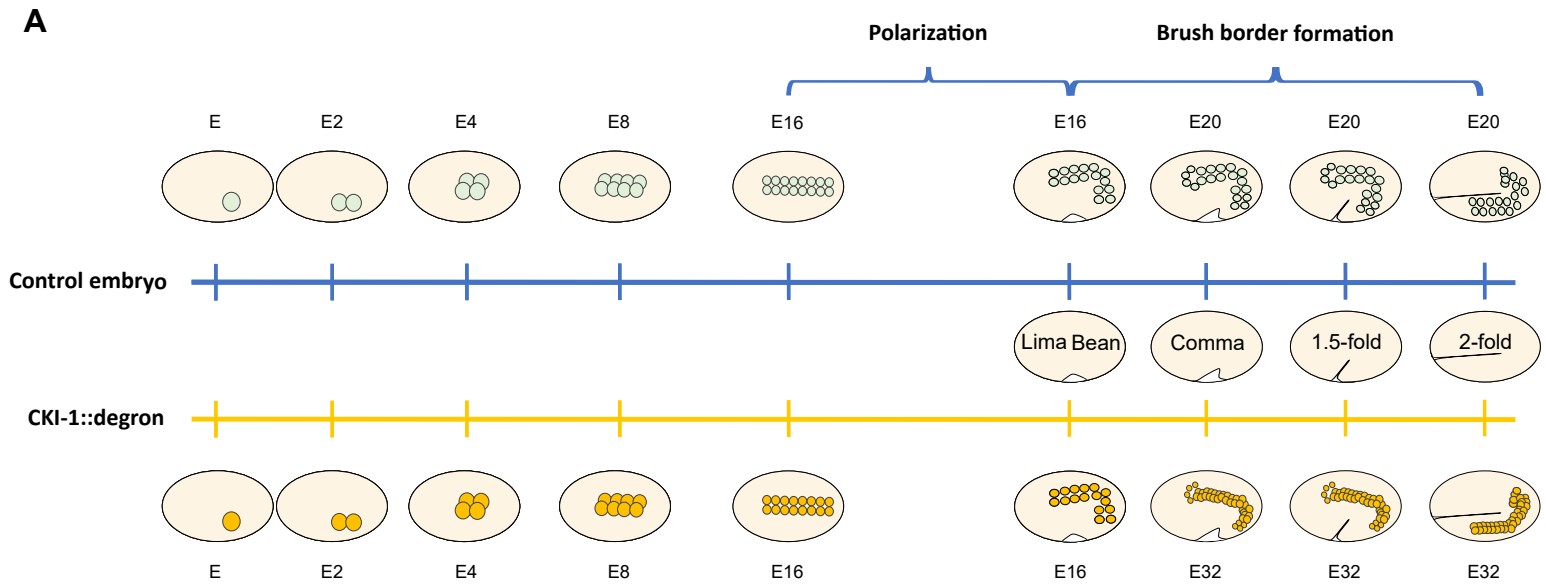 A
Polarization Brush border formation
E E2 E4 E8 E16 E16 E20 E20 E20
Control embryo
Lima Bean Comma 1.5-fold 2-fold
CKI-1::degron
E E2 E4 E8 E16 E16 E32 E32 E32